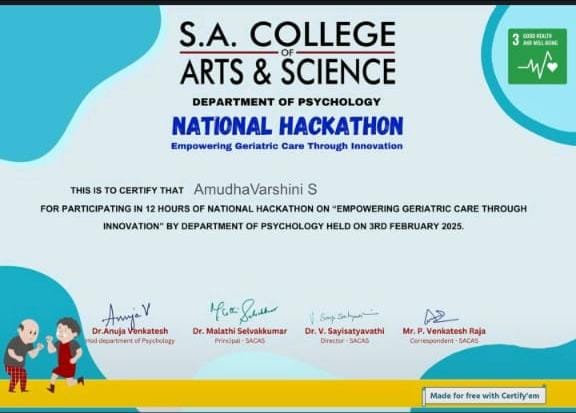 S.A. COLLEGE
OF
ARTS & SCIENCE
3 GOOD HEALTH
AND WELL-BEING
DEPARTMENT OF PSYCHOLOGY
NATIONAL HACKATHON
Empowering Geriatric Care Through Innovation
THIS IS TO CERTIFY THAT AmudhaVarshini S
FOR PARTICIPATING IN 12 HOURS OF NATIONAL HACKATHON ON “EMPOWERING GERIATRIC CARE THROUGH
INNOVATION” BY DEPARTMENT OF PSYCHOLOGY HELD ON 3RD FEBRUARY 2025.
Anuja V
Dr.Anuja Venkatesh Dr. Malathi Selvakkumar Dr. V. Sayisatyavathi Mr. P. Venkatesh Raja
Hod department of Psychology Principal - SACAS Director - SACAS Correspondent - SACAS
Made for free with Certify'em